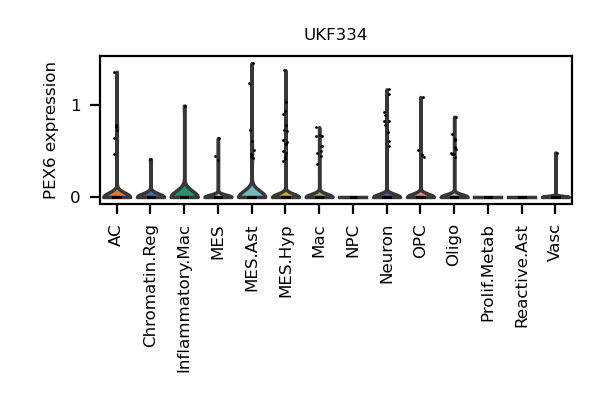 UKF334
PEX6 expression
1
0
AC
Chromatin.Reg
Inflammatory.Mac
MES
MES.Ast
MES.Hyp
Mac
NPC
Neuron
OPC
Oligo
Prolif.Metab
Reactive.Ast
Vasc